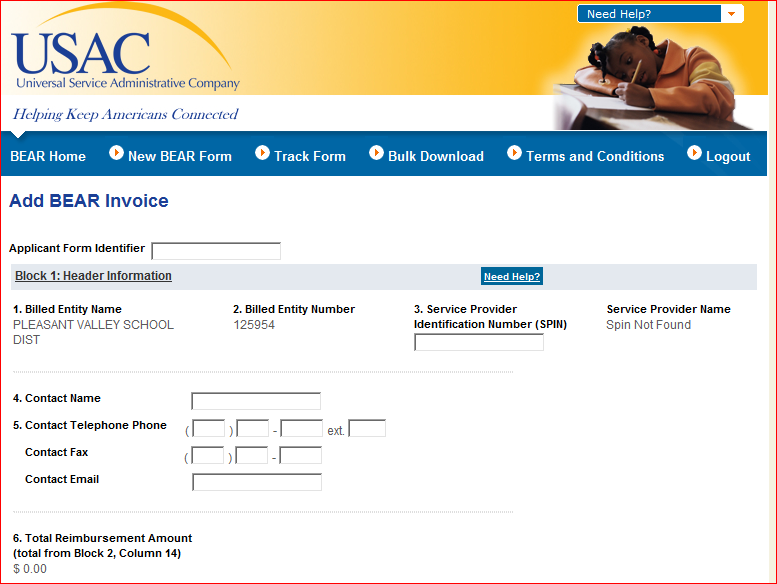 Need Help?
USAC
Universal Service Administrative Company
Helping Keep Americans Connected
BEAR Home New BEAR Form Track Form Bulk Download Terms and Conditions Logout
Add BEAR Invoice
Applicant Form Identifier
Block 1: Header Information Need Help?
1. Billed Entity Name
PLEASANT VALLEY SCHOOL
DIST
2. Billed Entity Number
125954
3. Service Provider
Identification Number (SPIN)
Service Provider Name
Spin Not Found
4. Contact Name
5. Contact Telephone Phone ( ) - ext.
Contact Fax ( ) -
Contact Email
6. Total Reimbursement Amount
(total from Block 2, Column 14)
$ 0.00